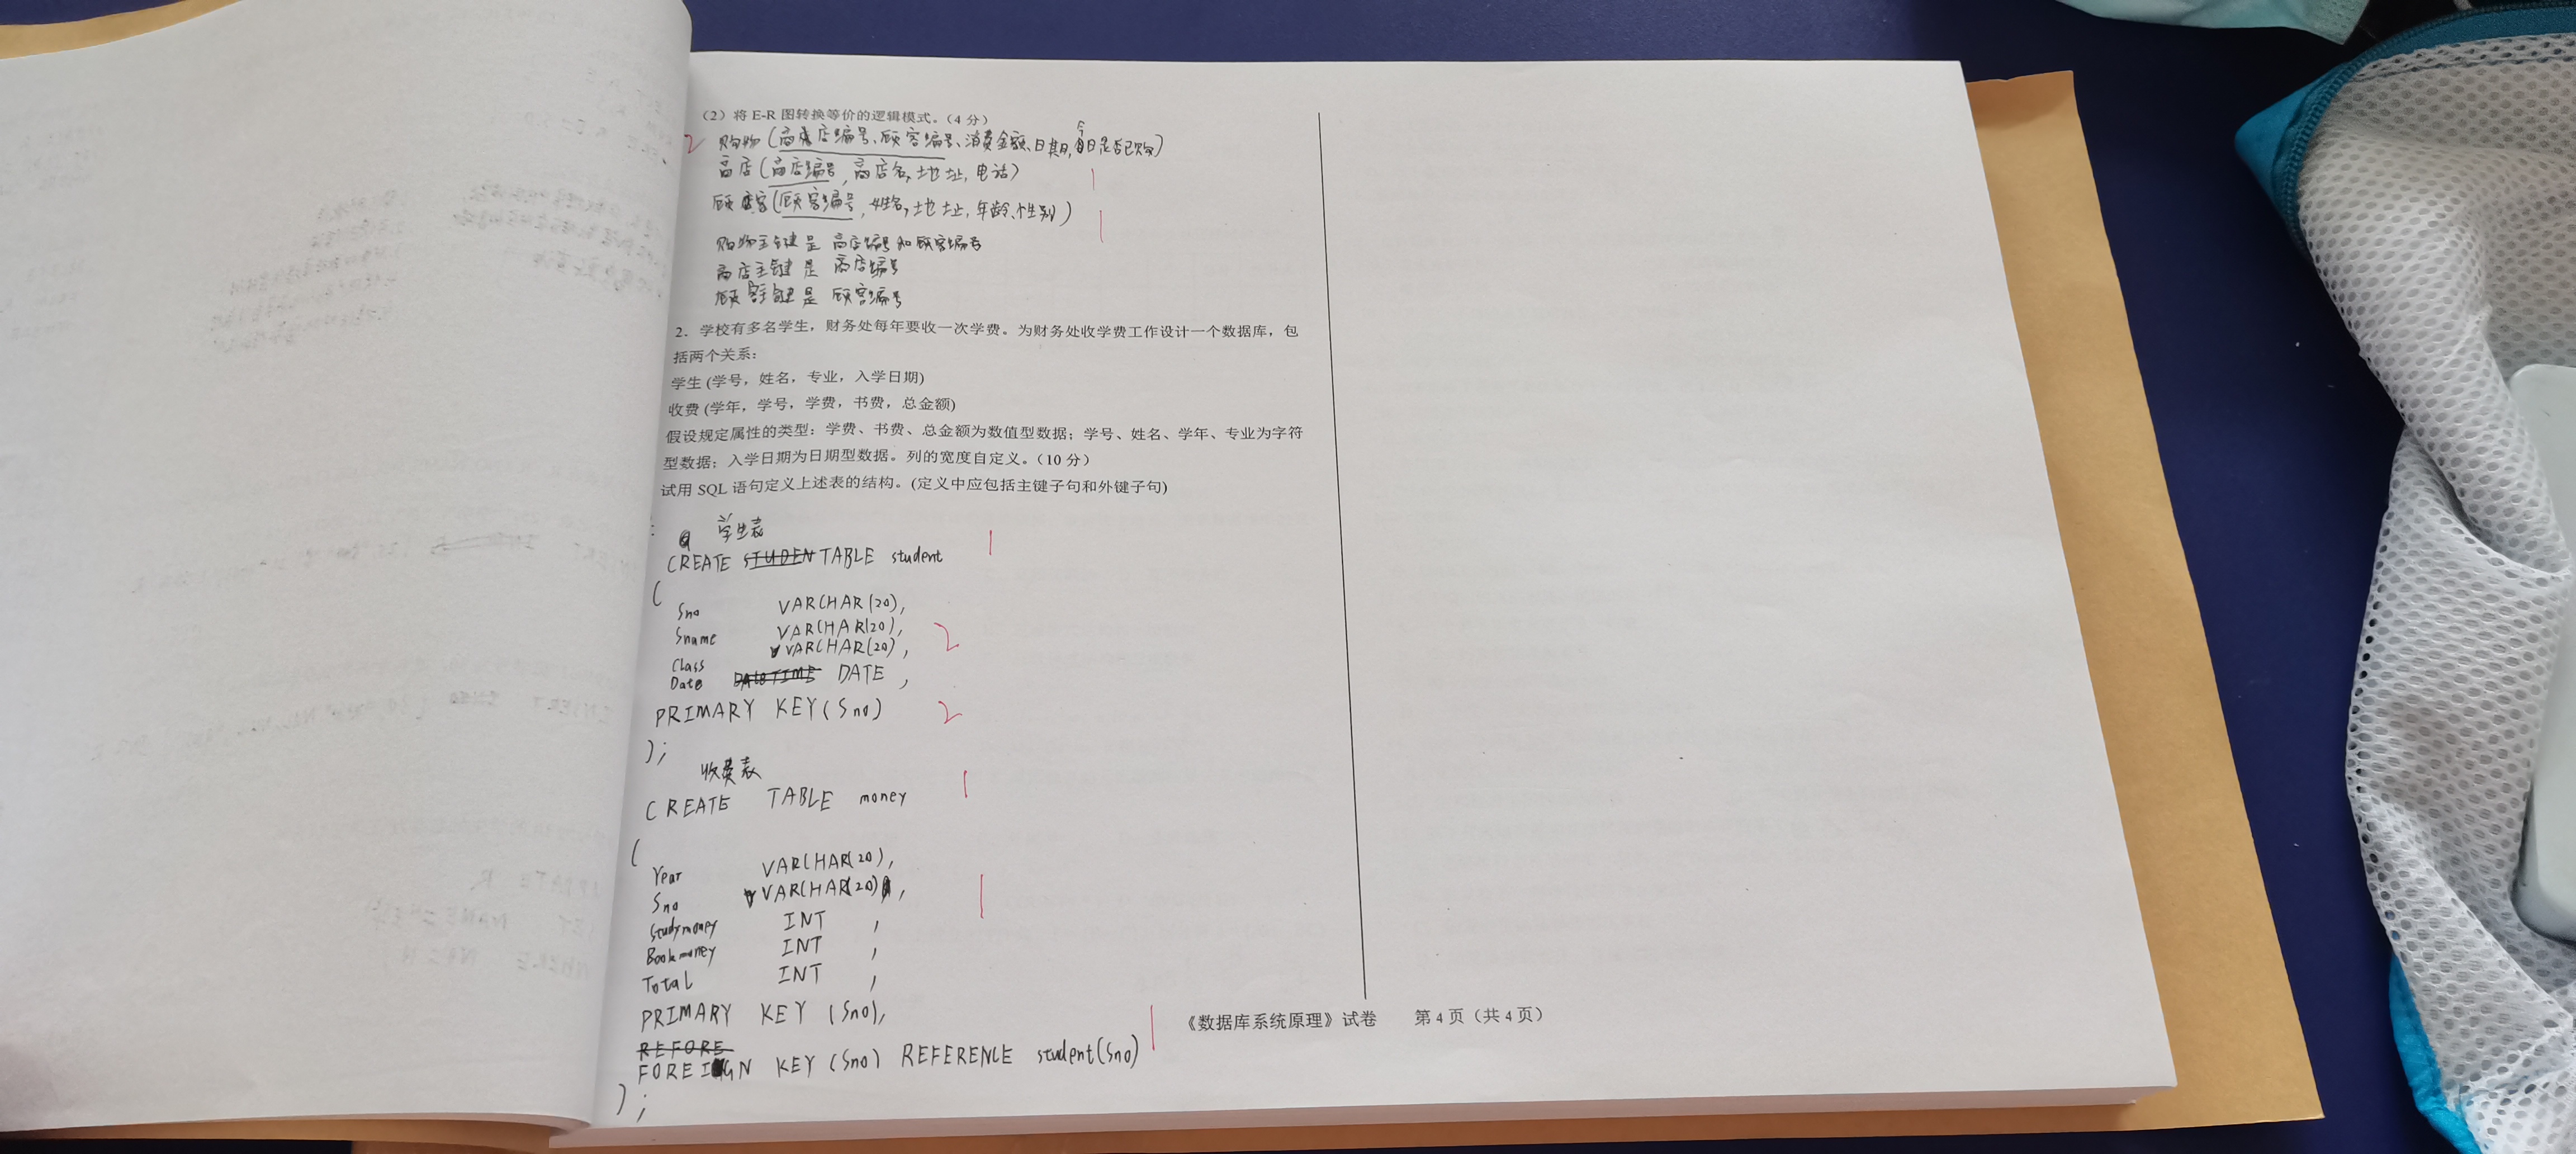 （2）将 E-R 图转换等价的逻辑模式。（4 分）
2 购物（商店编号、顾客编号、消费金额、日期，今日是否已购）
商店（商店编号，商店名，地址，电话） 1
顾客（顾客编号，姓名，地址，年龄、性别） 1
购物主键是 商店编号和顾客编号
商店主键是 商店编号
顾客主键是 顾客编号
2．学校有多名学生，财务处每年要收一次学费。为财务处收学费工作设计一个数据库，包
括两个关系：
学生 (学号，姓名，专业，入学日期)
收费 (学年，学号，学费，书费，总金额)
假设规定属性的类型：学费、书费、总金额为数值型数据；学号、姓名、学年、专业为字符
型数据；入学日期为日期型数据。列的宽度自定义。（10 分）
试用 SQL 语句定义上述表的结构。(定义中应包括主键子句和外键子句)
学生表
CREATE STUDEN TABLE student 1
(
Sno VARCHAR(20),
Sname VARCHAR(20), 2
Class VARCHAR(20),
Date DATETIME DATE ,
PRIMARY KEY(Sno) 2
);
收费表
CREATE TABLE money 1
(
Year VARCHAR(20),
Sno VARCHAR(20), 1
Studymoney INT ,
Bookmoney INT ,
Total INT ,
PRIMARY KEY (Sno),
REFORE
FOREIGN KEY (Sno) REFERENCE student(Sno) 1
);
《数据库系统原理》试卷 第 4 页（共 4 页）